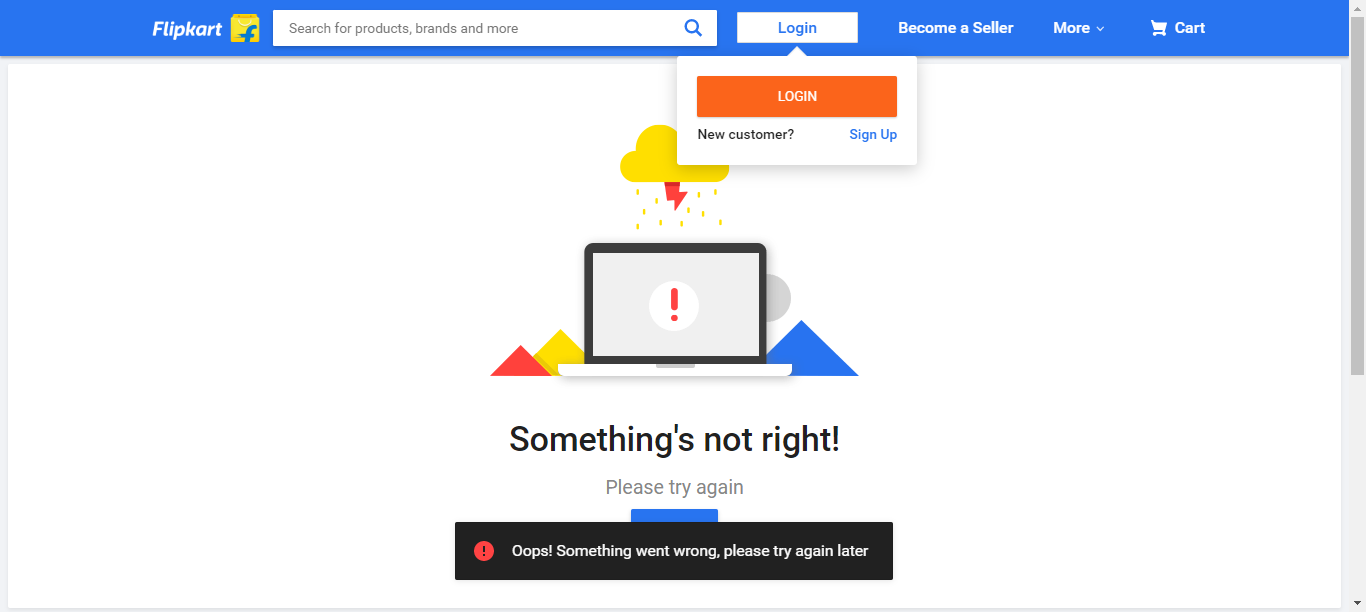 Flipkart
Search for products, brands and more
Login
Become a Seller
More
Cart
LOGIN
New customer?
Sign Up
Something's not right!
Please try again
Oops! Something went wrong, please try again later